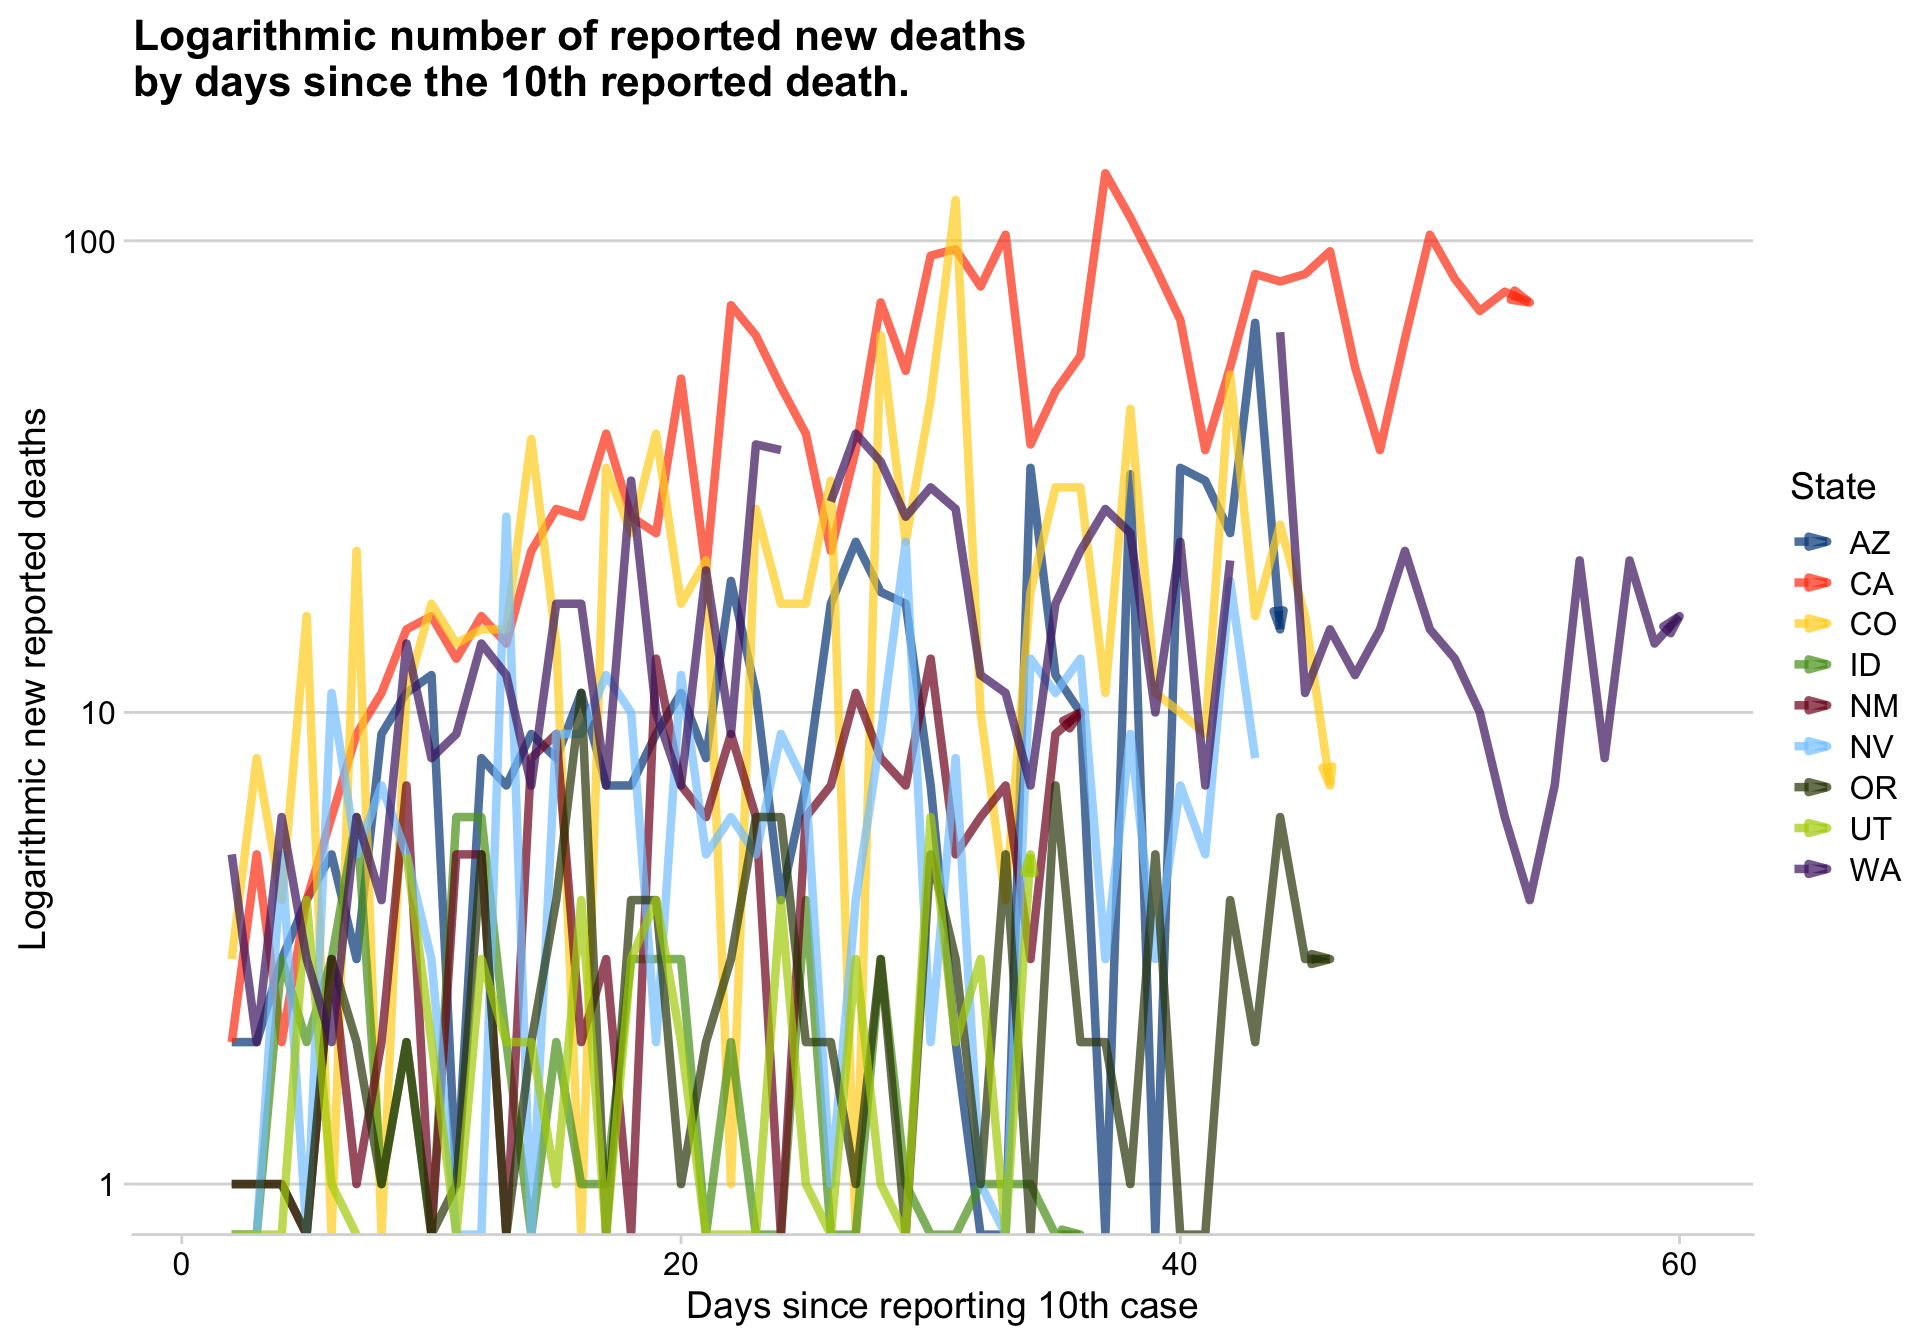 Logarithmic number of reported new deaths
by days since the 10th reported death.
Logarithmic new reported deaths
100
10
1
0
20
40
60
Days since reporting 10th case
State
AZ
CA
CO
ID
NM
NV
OR
UT
WA